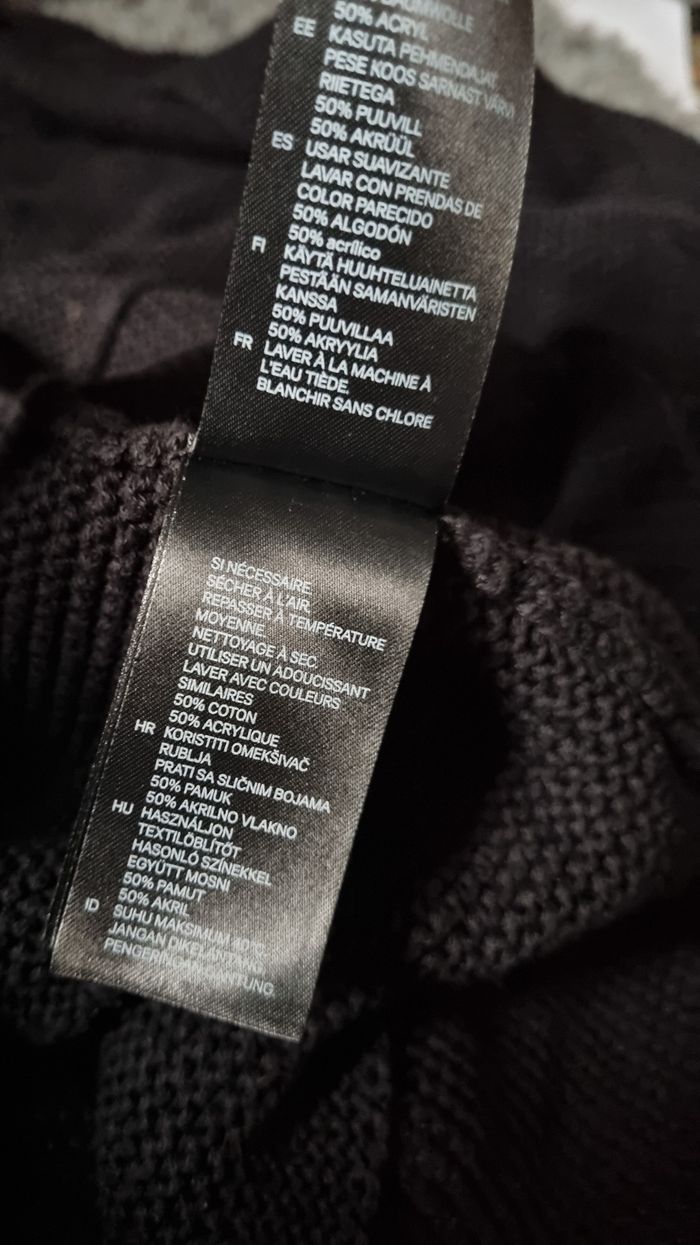 50% ACRYL
EE KASUTA PEHMENDAJAT
PESE KOOS SARNAST VÄRVI
RIIETEGA
50% PUUVILL
50% AKRÜÜL
ES USAR SUAVIZANTE
LAVAR CON PRENDAS DE
COLOR PARECIDO
50% ALGODÓN
50% acrílico
FI KÄYTÄ HUUHTELUAINETTA
PESTÄÄN SAMANVÄRISTEN
KANSSA
50% PUUVILLAA
50% AKRYYLIA
FR LAVER À LA MACHINE À
L'EAU TIÈDE.
BLANCHIR SANS CHLORE
SI NÉCESSAIRE.
SÉCHER À L'AIR.
REPASSER À TEMPÉRATURE
MOYENNE
NETTOYAGE À SEC
UTILISER UN ADOUCISSANT
LAVER AVEC COULEURS
SIMILAIRES
50% COTON
50% ACRYLIQUE
HR KORISTITI OMEKŠIVAČ
RUBLJA
PRATI SA SLIČNIM BOJAMA
50% PAMUK
50% AKRILNO VLAKNO
HU HASZNÁLJON
TEXTILÖBLÍTŐT
HASONLÓ SZÍNEKKEL
EGYÜTT MOSNI
50% PAMUT
50% AKRIL
ID SUHU MAKSIMUM 40°C
JANGAN DIKELANTANG
PENGERINGAN GANTUNG